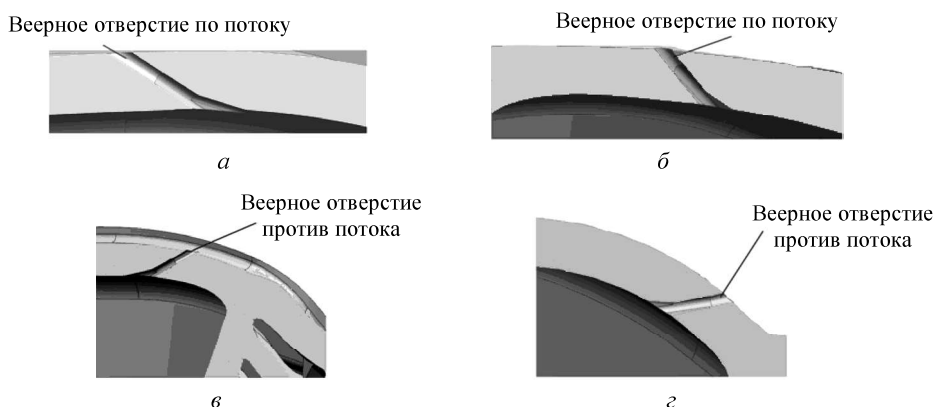 Веерное отверстие по потоку
Веерное отверстие по потоку
а
б
Веерное отверстие
против потока
Веерное отверстие
против потока
в
г